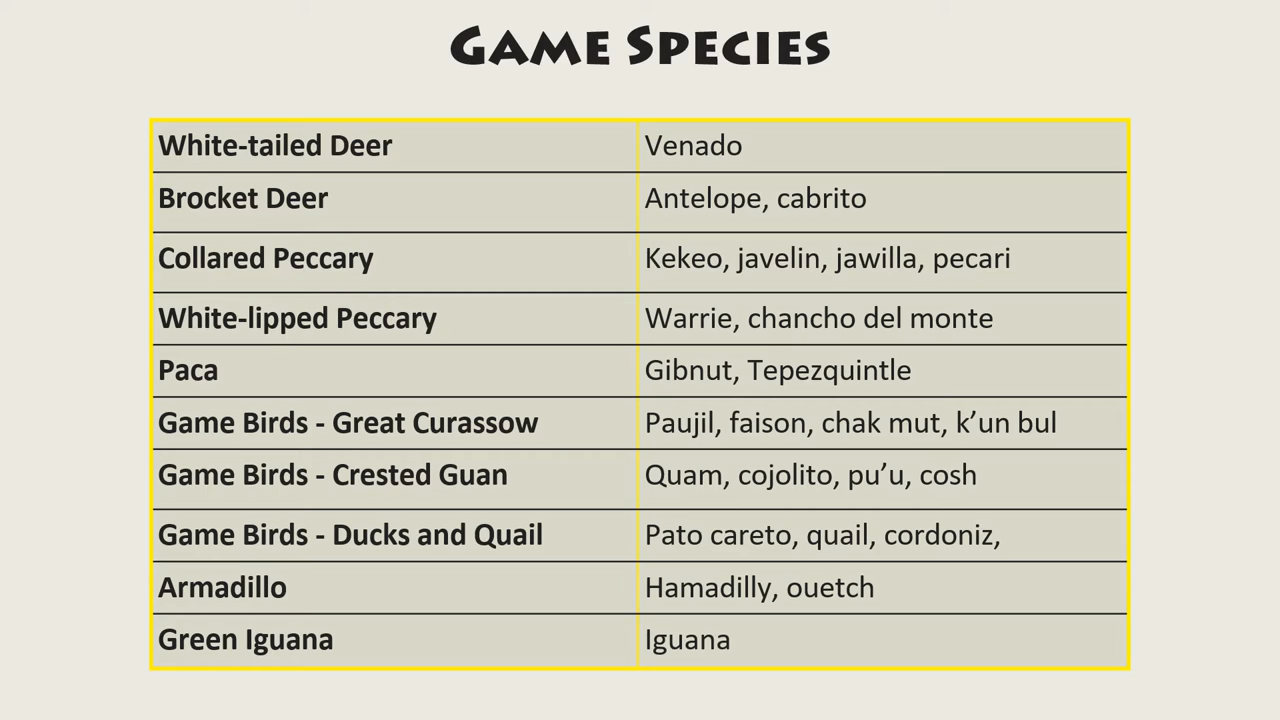 Game Species
White-tailed Deer Venado
Brocket Deer Antelope, cabrito
Collared Peccary Kekeo, javelin, jawilla, pecari
White-lipped Peccary Warrie, chancho del monte
Paca Gibnut, Tepezquintle
Game Birds - Great Curassow Paujil, faison, chak mut, k’un bul
Game Birds - Crested Guan Quam, cojolito, pu’u, cosh
Game Birds - Ducks and Quail Pato careto, quail, cordoniz,
Armadillo Hamadilly, ouetch
Green Iguana Iguana